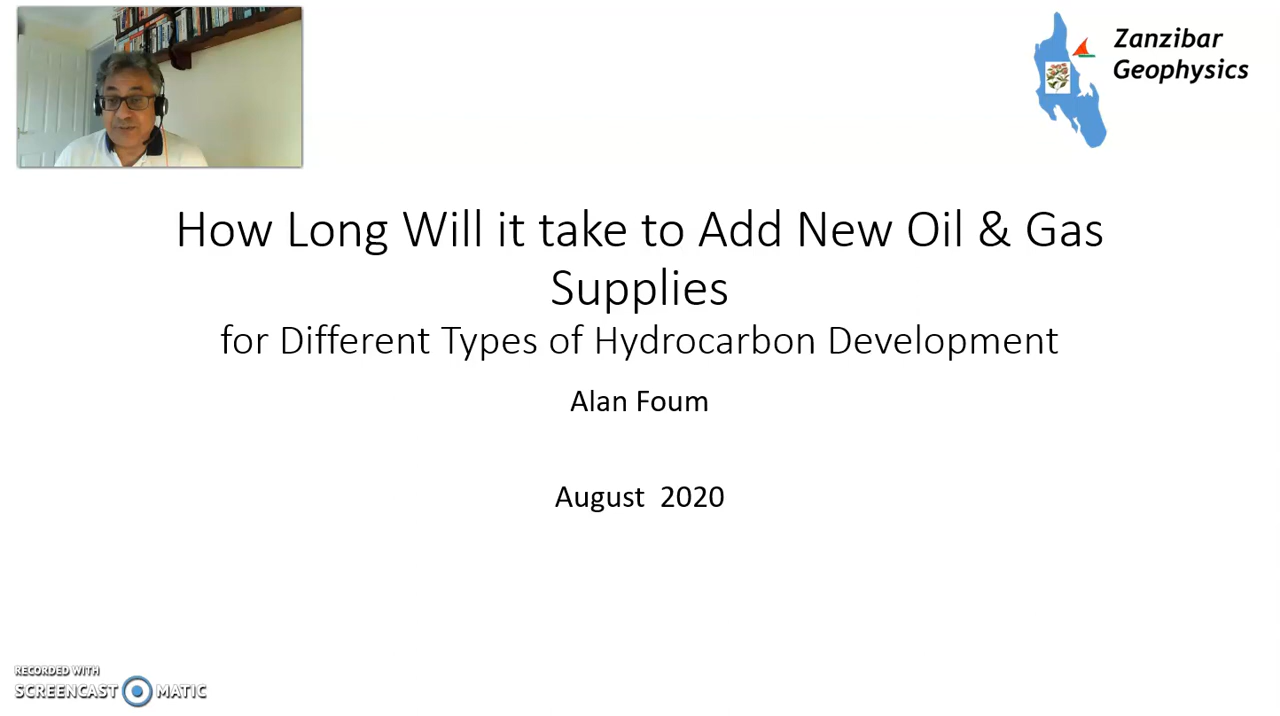 Zanzibar
Geophysics
How Long Will it take to Add New Oil & Gas
Supplies
for Different Types of Hydrocarbon Development
Alan Foum
August 2020
RECORDED WITH
SCREENCAST MATIC